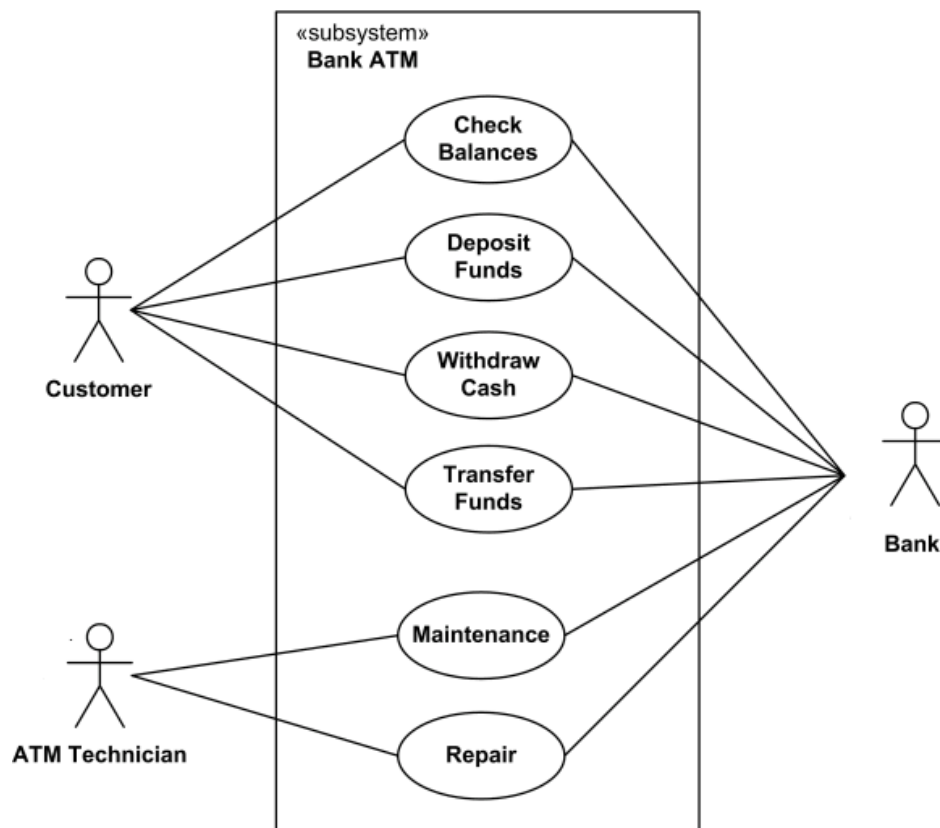 «subsystem»
Bank ATM
Check
Balances
Deposit
Funds
Customer
Withdraw
Cash
Transfer
Funds
Bank
Maintenance
ATM Technician
Repair